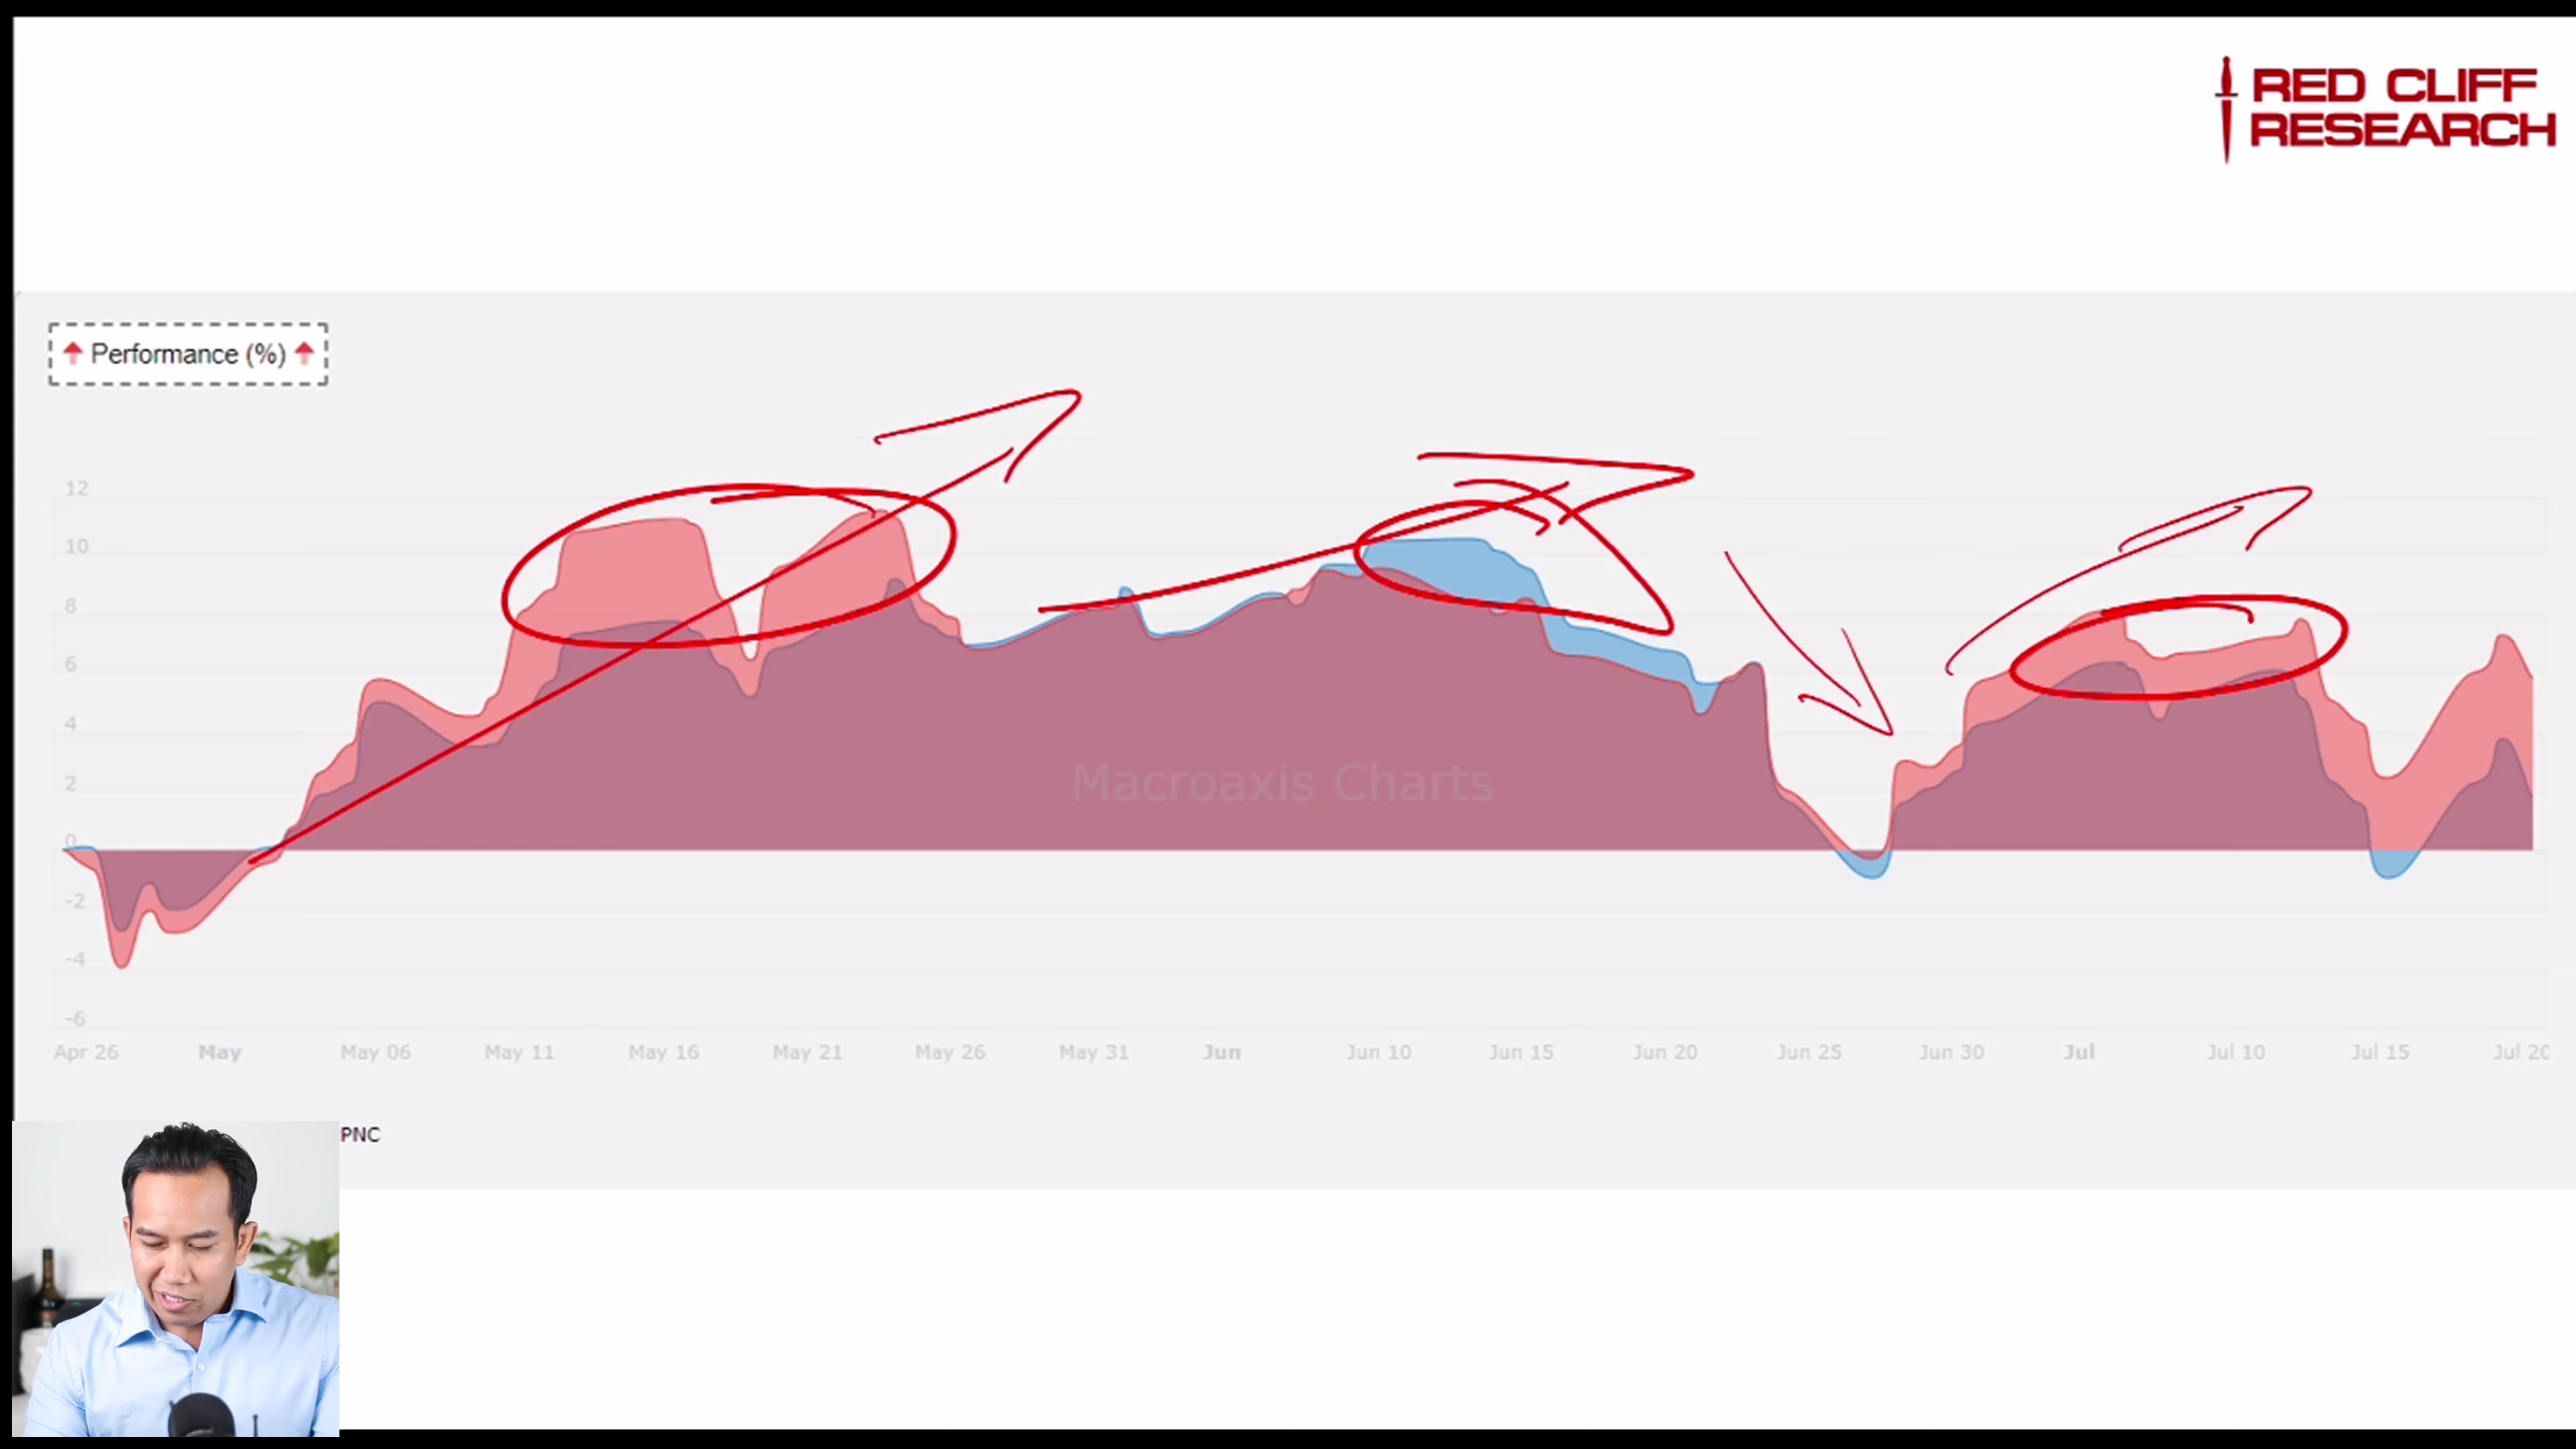 RED CLIFF
RESEARCH
Performance (%)
12
10
8
6
4
2
0
-2
-4
-6
Macroaxis Charts
Apr 26 May May 06 May 11 May 16 May 21 May 26 May 31 Jun Jun 10 Jun 15 Jun 20 Jun 25 Jun 30 Jul Jul 10 Jul 15 Jul 20
PNC